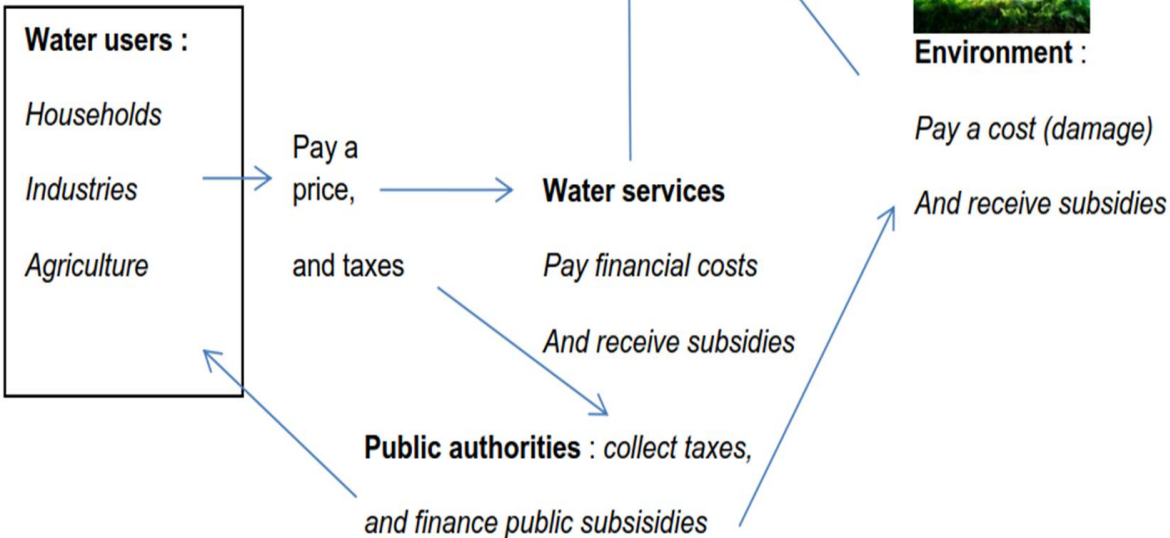 Water users :
Households
Industries
Agriculture
Pay a
price,
and taxes
Water services
Pay financial costs
And receive subsidies
Environment :
Pay a cost (damage)
And receive subsidies
Public authorities : collect taxes,
and finance public subsisidies